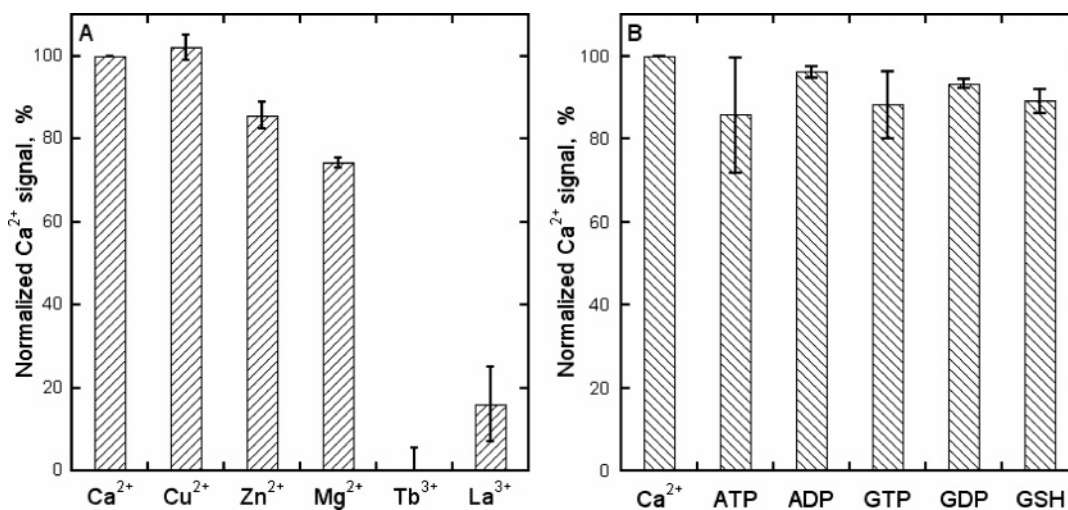 A
Normalized Ca²⁺ signal, %
100
80
60
40
20
0
Ca²⁺ Cu²⁺ Zn²⁺ Mg²⁺ Tb³⁺ La³⁺
B
Normalized Ca²⁺ signal, %
100
80
60
40
20
0
Ca²⁺ ATP ADP GTP GDP GSH